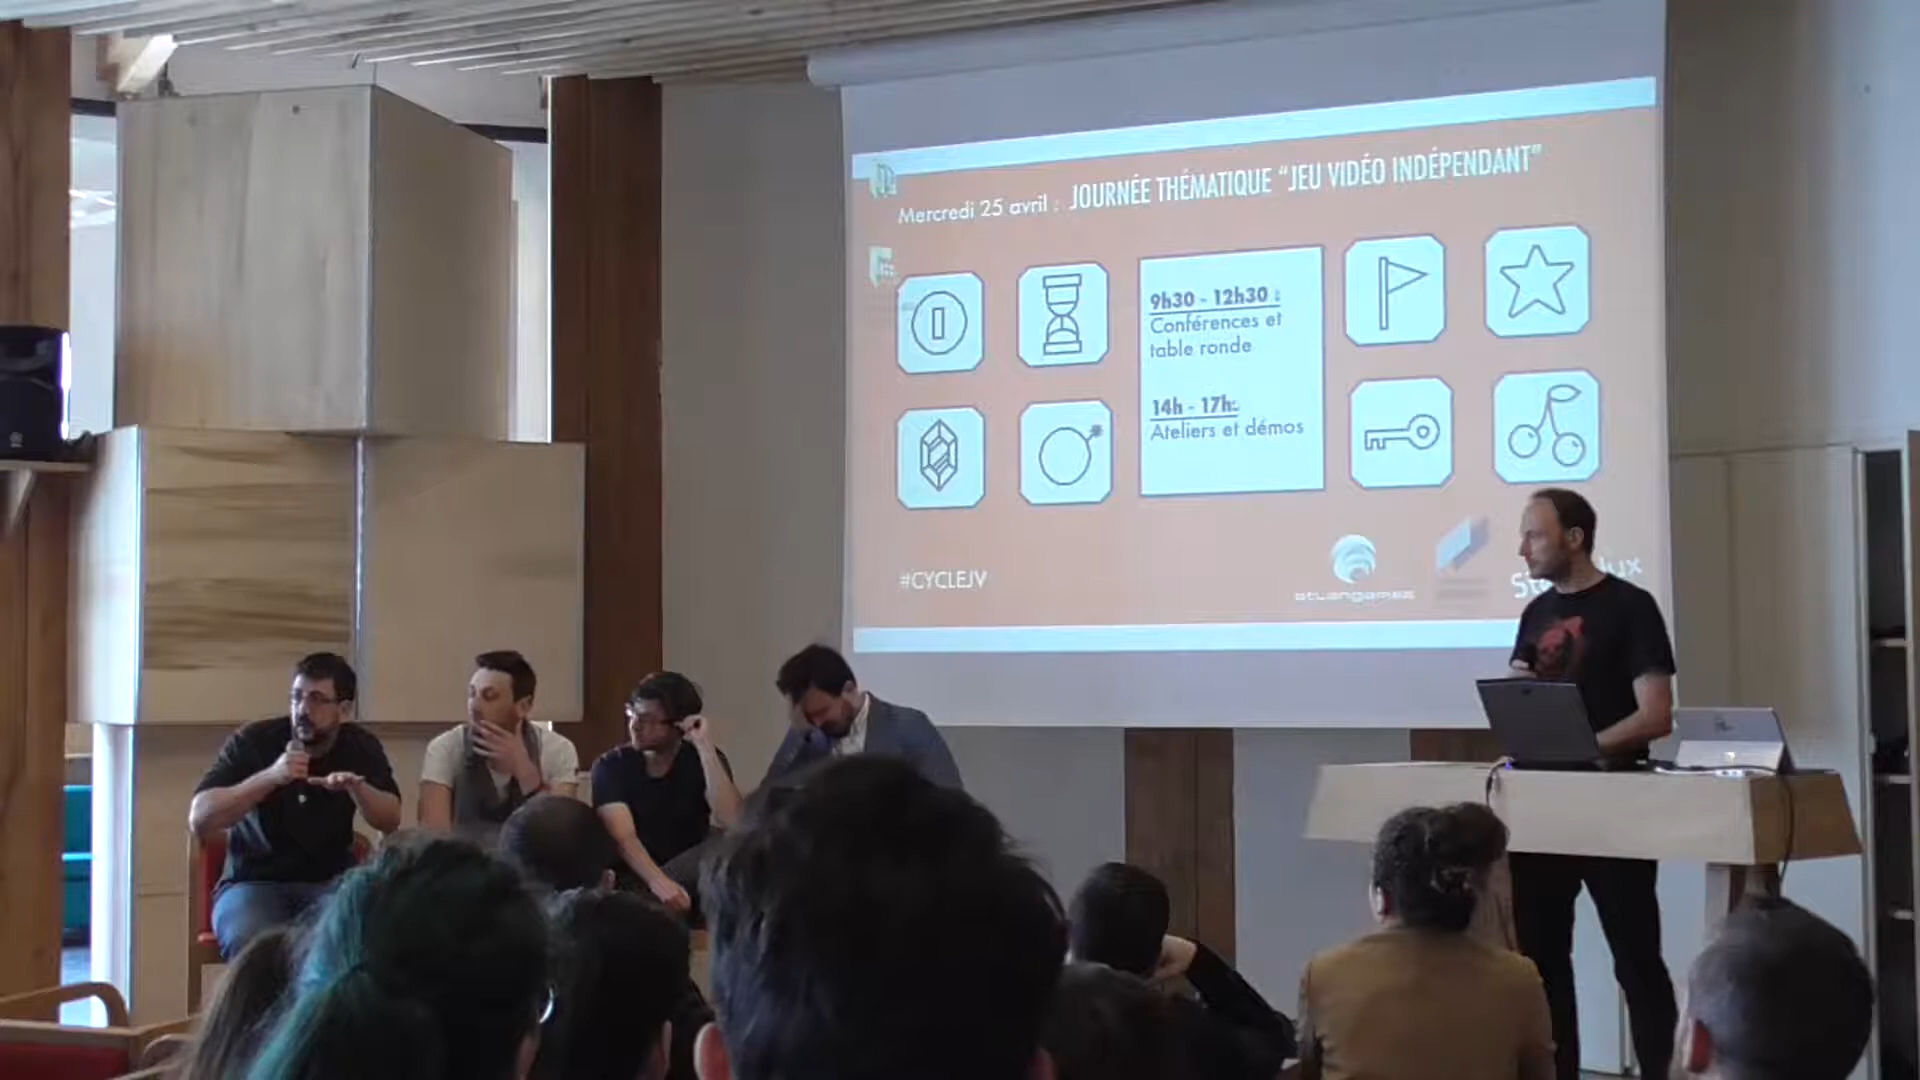 Mercredi 25 avril : JOURNÉE THÉMATIQUE "JEU VIDÉO INDÉPENDANT"
9h30 - 12h30 :
Conférences et
table ronde
14h - 17h:
Ateliers et démos
#CYCLEJV
atlangames